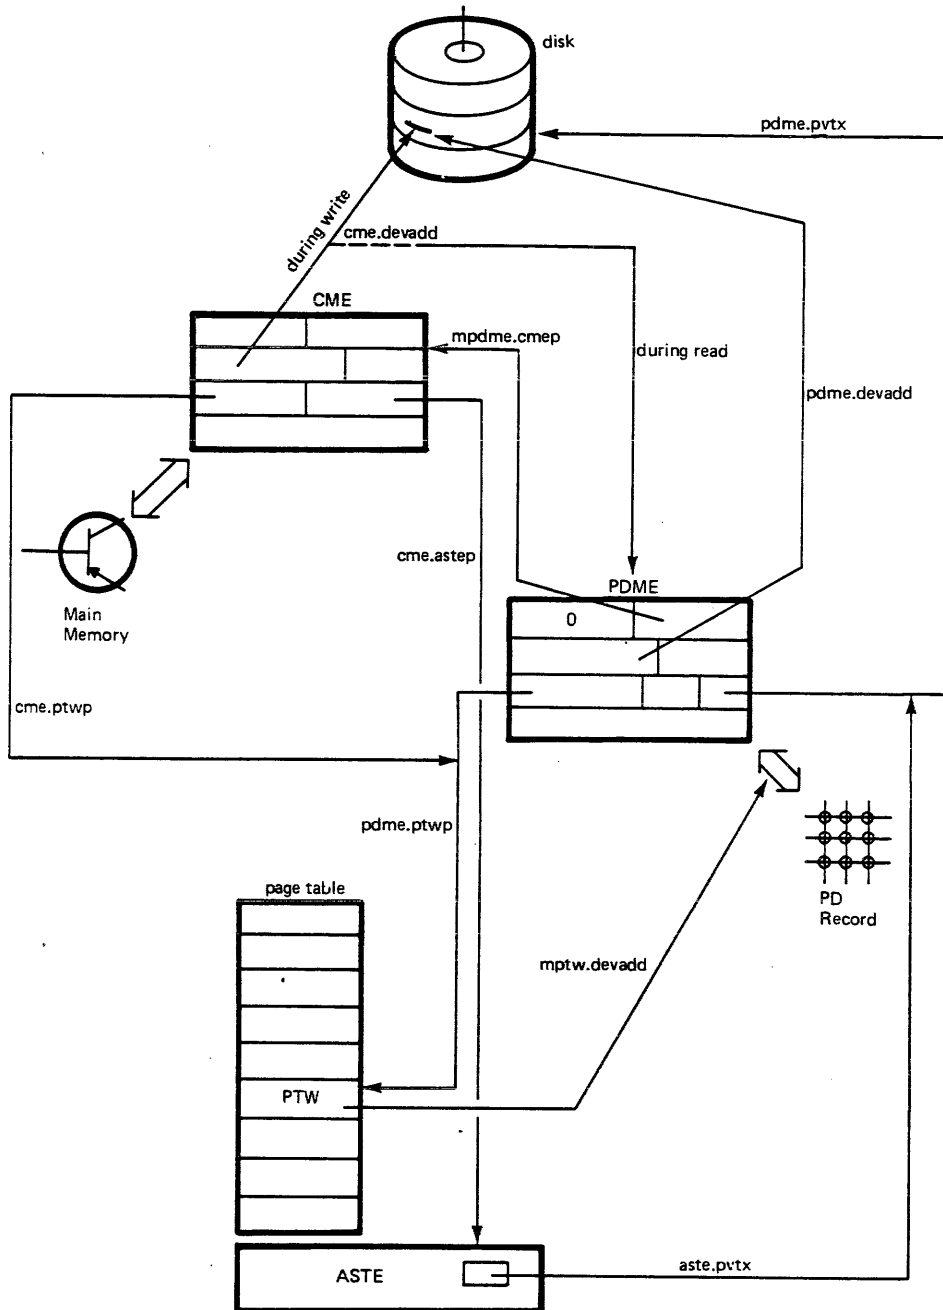 disk
pdme.pvtx
during write
cme.devadd
CME
mpdme.cmep
during read
pdme.devadd
cme.astep
PDME
0
Main
Memory
cme.ptwp
pdme.ptwp
page table
PD
Record
mptw.devadd
PTW
aste.pvtx
ASTE